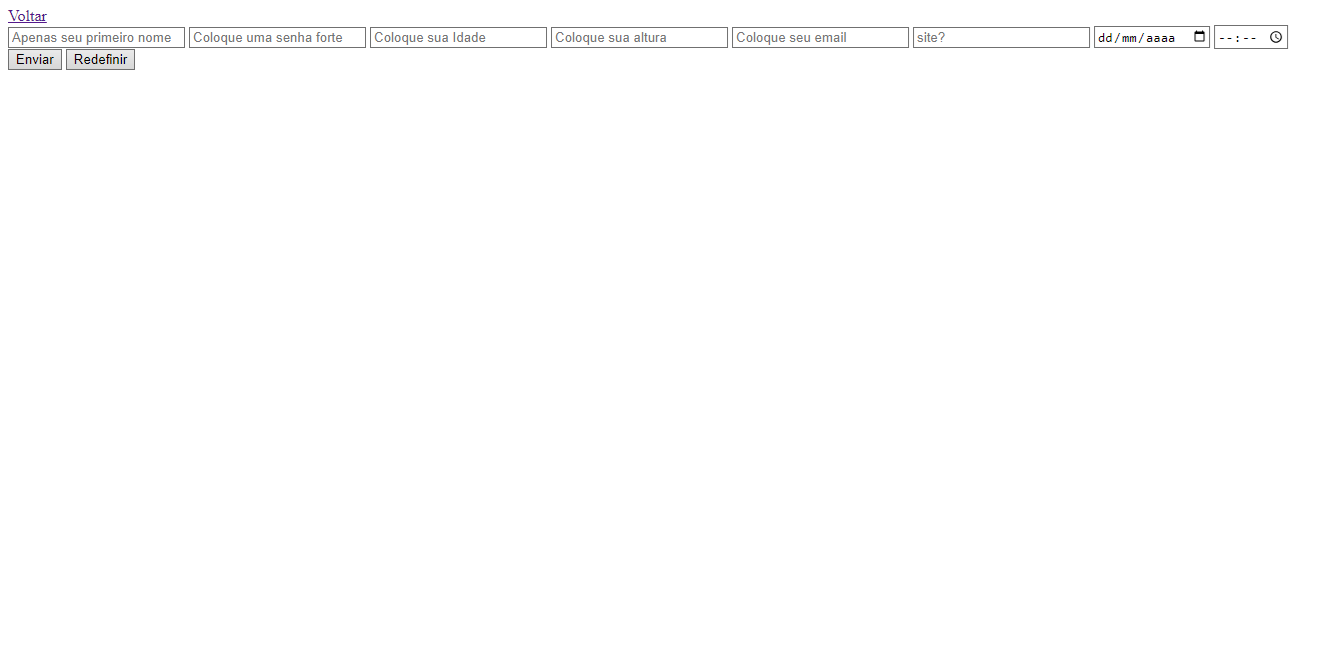 Voltar
Apenas seu primeiro nome Coloque uma senha forte Coloque sua Idade Coloque sua altura Coloque seu email site? dd/mm/aaaa --:--
Enviar Redefinir